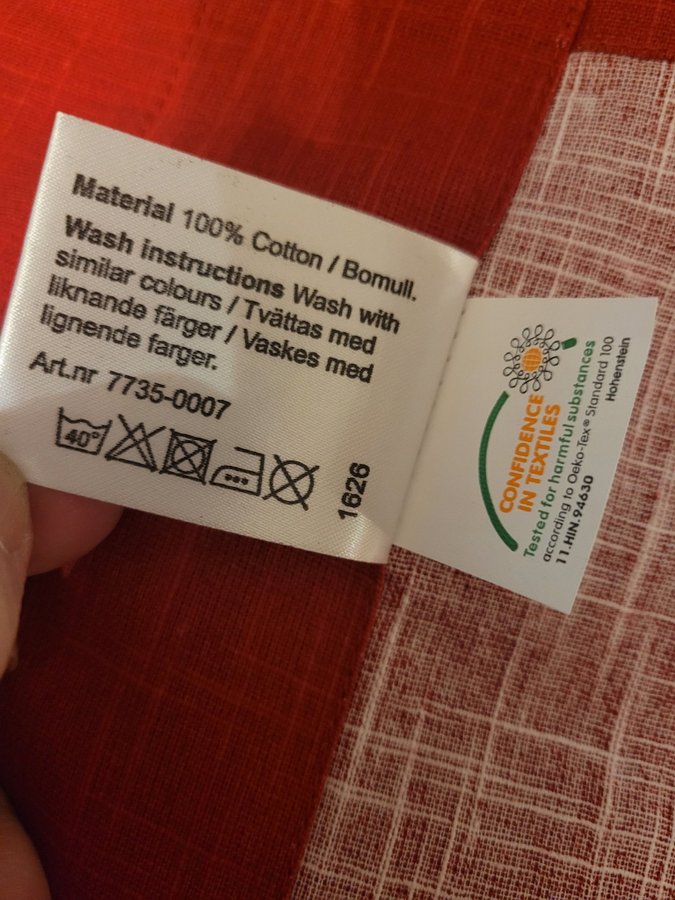 Material 100% Cotton / Bomull.
Wash instructions Wash with
similar colours / Tvättas med
liknande färger / Vaskes med
lignende farger.
Art.nr 7735-0007
40°
1626
CONFIDENCE
IN TEXTILES
Tested for harmful substances
according to Oeko-Tex® Standard 100
11.HIN.94630
Hohenstein